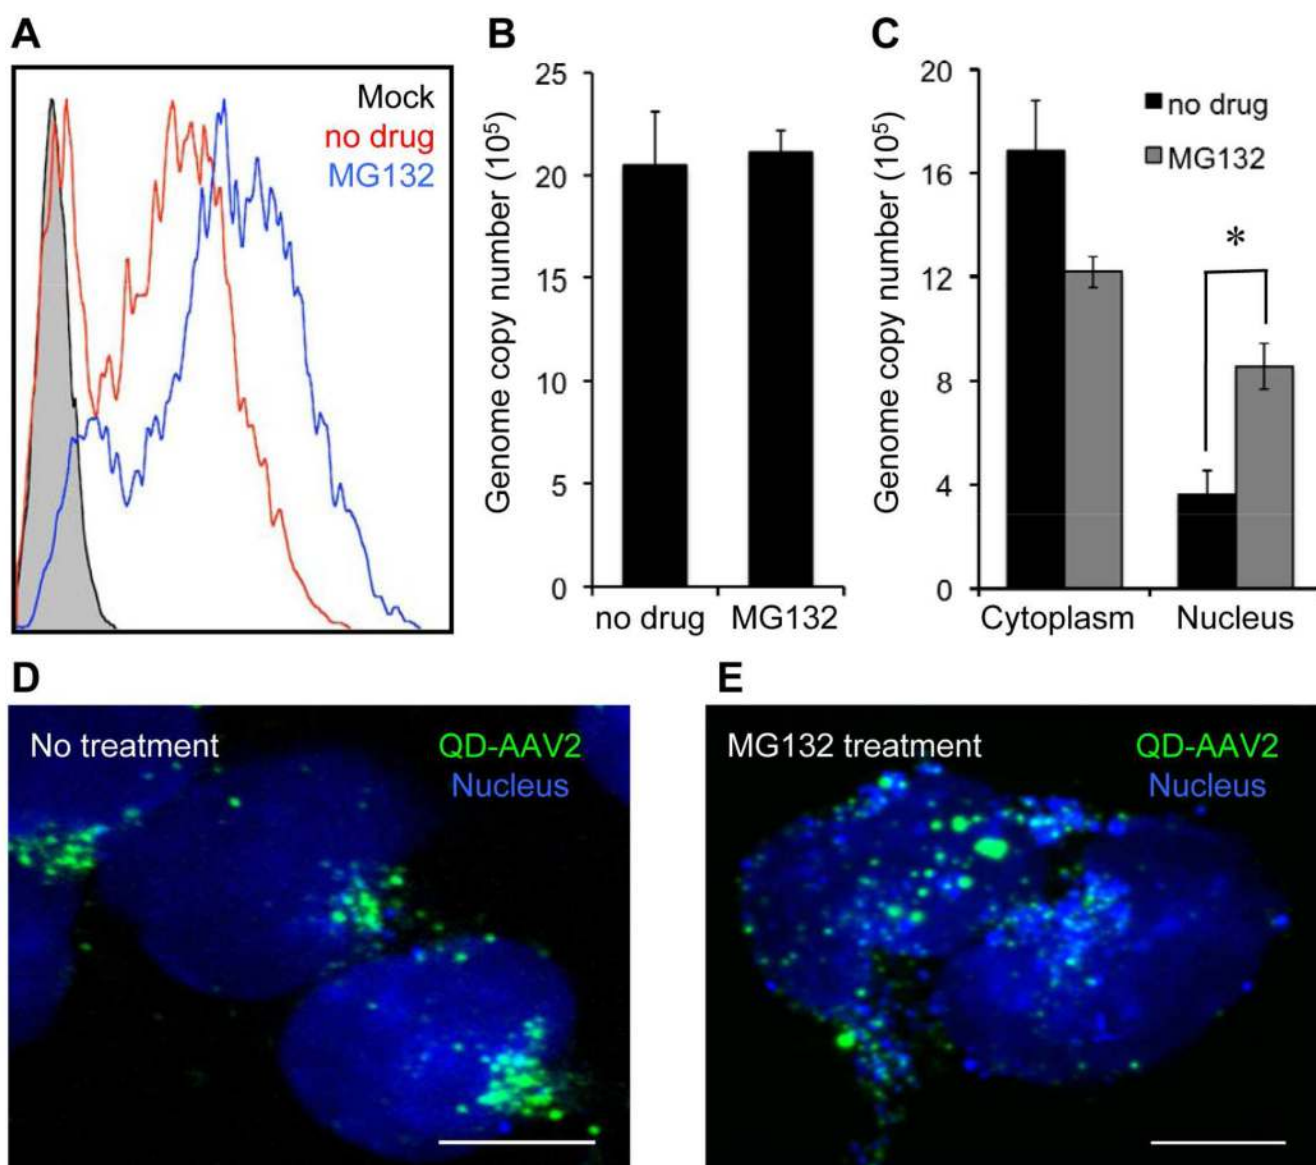 A
Mock
no drug
MG132
B
Genome copy number (10⁵)
25
20
15
10
5
0
no drug MG132
C
Genome copy number (10⁵)
20
16
12
8
4
0
no drug
MG132
*
Cytoplasm Nucleus
D
No treatment QD-AAV2
Nucleus
E
MG132 treatment QD-AAV2
Nucleus